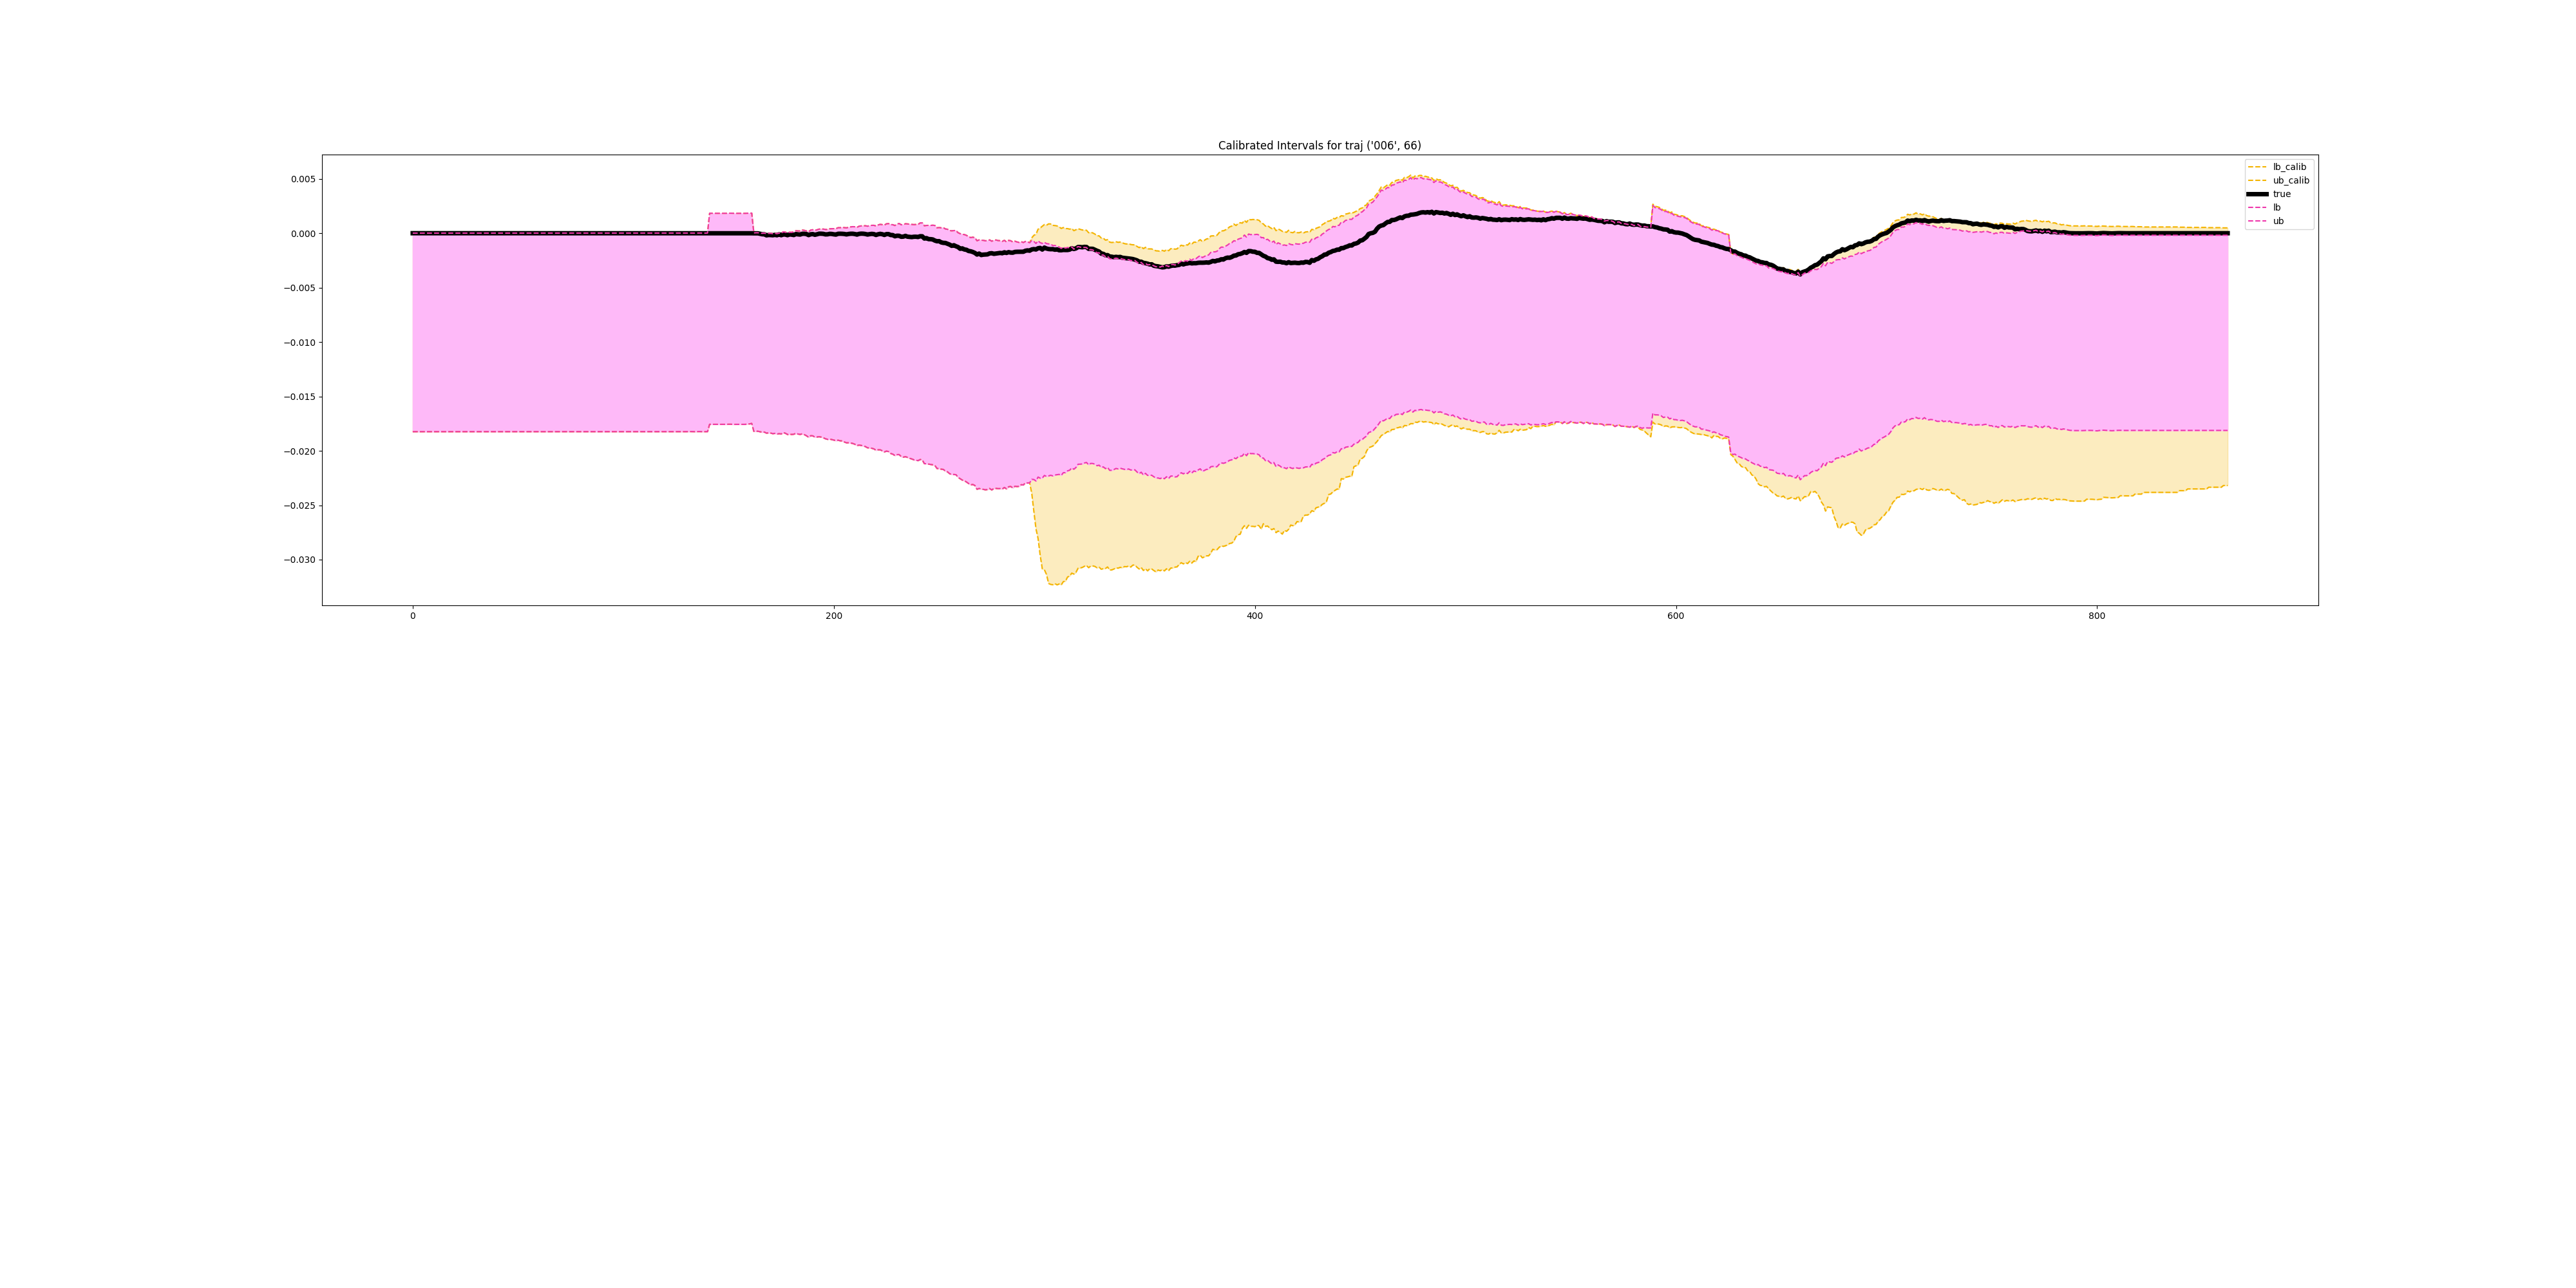 Calibrated Intervals for traj ('006', 66)
lb_calib
ub_calib
true
lb
ub
0.005
0.000
−0.005
−0.010
−0.015
−0.020
−0.025
−0.030
0 200 400 600 800